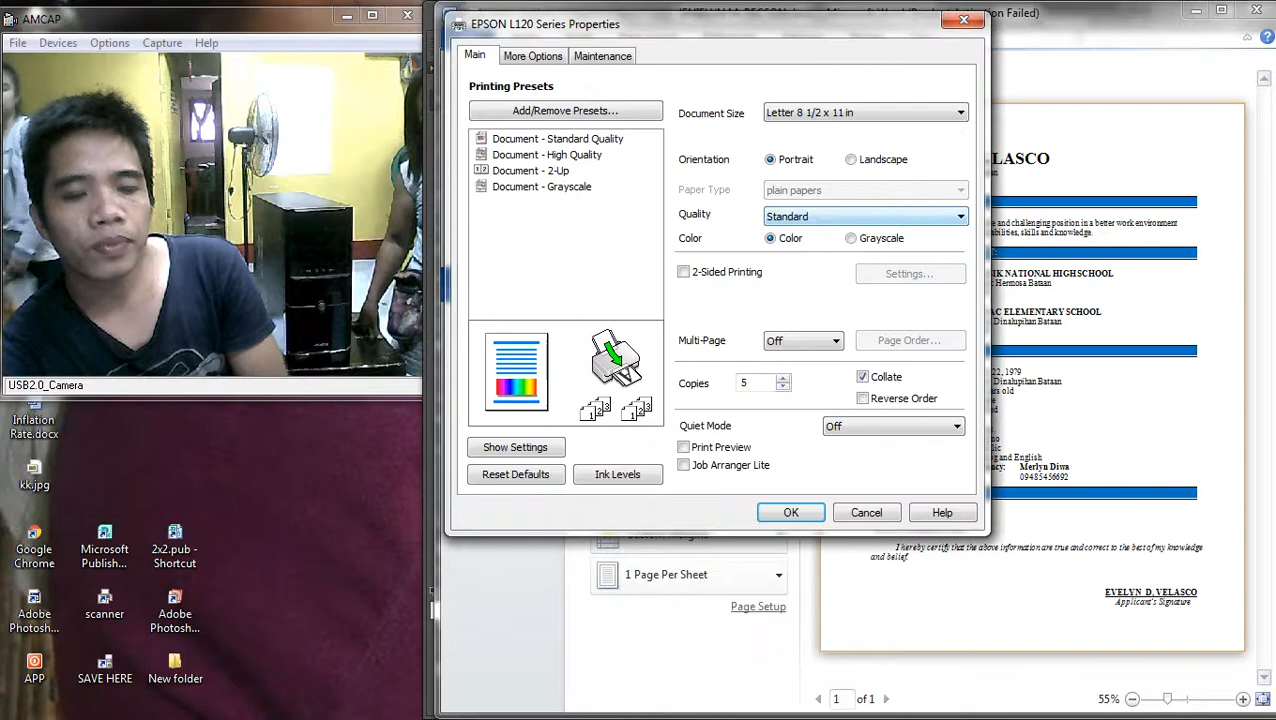 AMCAP
File Devices Options Capture Help
USB2.0_Camera
Inflation
Rate.docx
kk.jpg
Google
Chrome
Microsoft
Publish...
2x2.pub -
Shortcut
Adobe
Photosh...
scanner
Adobe
Photosh...
APP
SAVE HERE
New folder
EPSON L120 Series Properties
Main More Options Maintenance
Printing Presets
Add/Remove Presets...
Document - Standard Quality
Document - High Quality
Document - 2-Up
Document - Grayscale
Show Settings
Reset Defaults Ink Levels
Document Size Letter 8 1/2 x 11 in
Orientation Portrait Landscape
Paper Type plain papers
Quality Standard
Color Color Grayscale
2-Sided Printing Settings...
Multi-Page Off Page Order...
Copies 5 Collate
Reverse Order
Quiet Mode Off
Print Preview
Job Arranger Lite
OK Cancel Help
Activation Failed)
1 Page Per Sheet
Page Setup
VELASCO
and challenging position in a better work environment
abilities, skills and knowledge.
NATIONAL HIGH SCHOOL
Hermosa Bataan
ELEMENTARY SCHOOL
Dinalupihan Bataan
22, 1979
Dinalupihan Bataan
old
and English
Merlyn Diwa
09485456692
I hereby certify that the above information are true and correct to the best of my knowledge
and belief.
EVELYN D. VELASCO
Applicant's Signature
1 of 1
55%